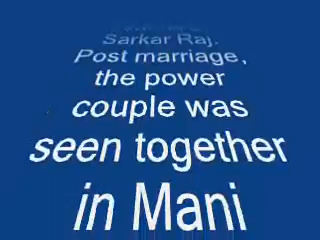 Sarkar Raj.
Post marriage,
the power
couple was
seen together
in Mani